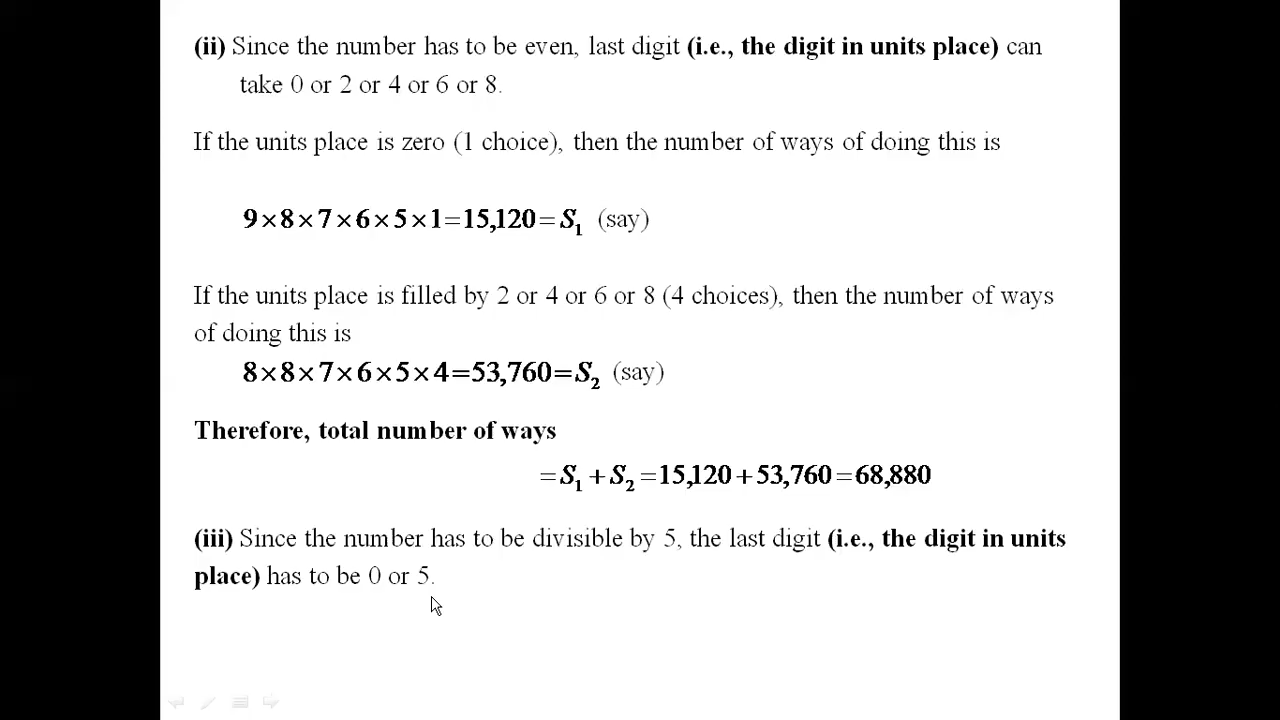 (ii) Since the number has to be even, last digit (i.e., the digit in units place) can
take 0 or 2 or 4 or 6 or 8.
If the units place is zero (1 choice), then the number of ways of doing this is
9×8×7×6×5×1=15,120=S₁ (say)
If the units place is filled by 2 or 4 or 6 or 8 (4 choices), then the number of ways
of doing this is
8×8×7×6×5×4=53,760=S₂ (say)
Therefore, total number of ways
=S₁+S₂=15,120+53,760=68,880
(iii) Since the number has to be divisible by 5, the last digit (i.e., the digit in units
place) has to be 0 or 5.